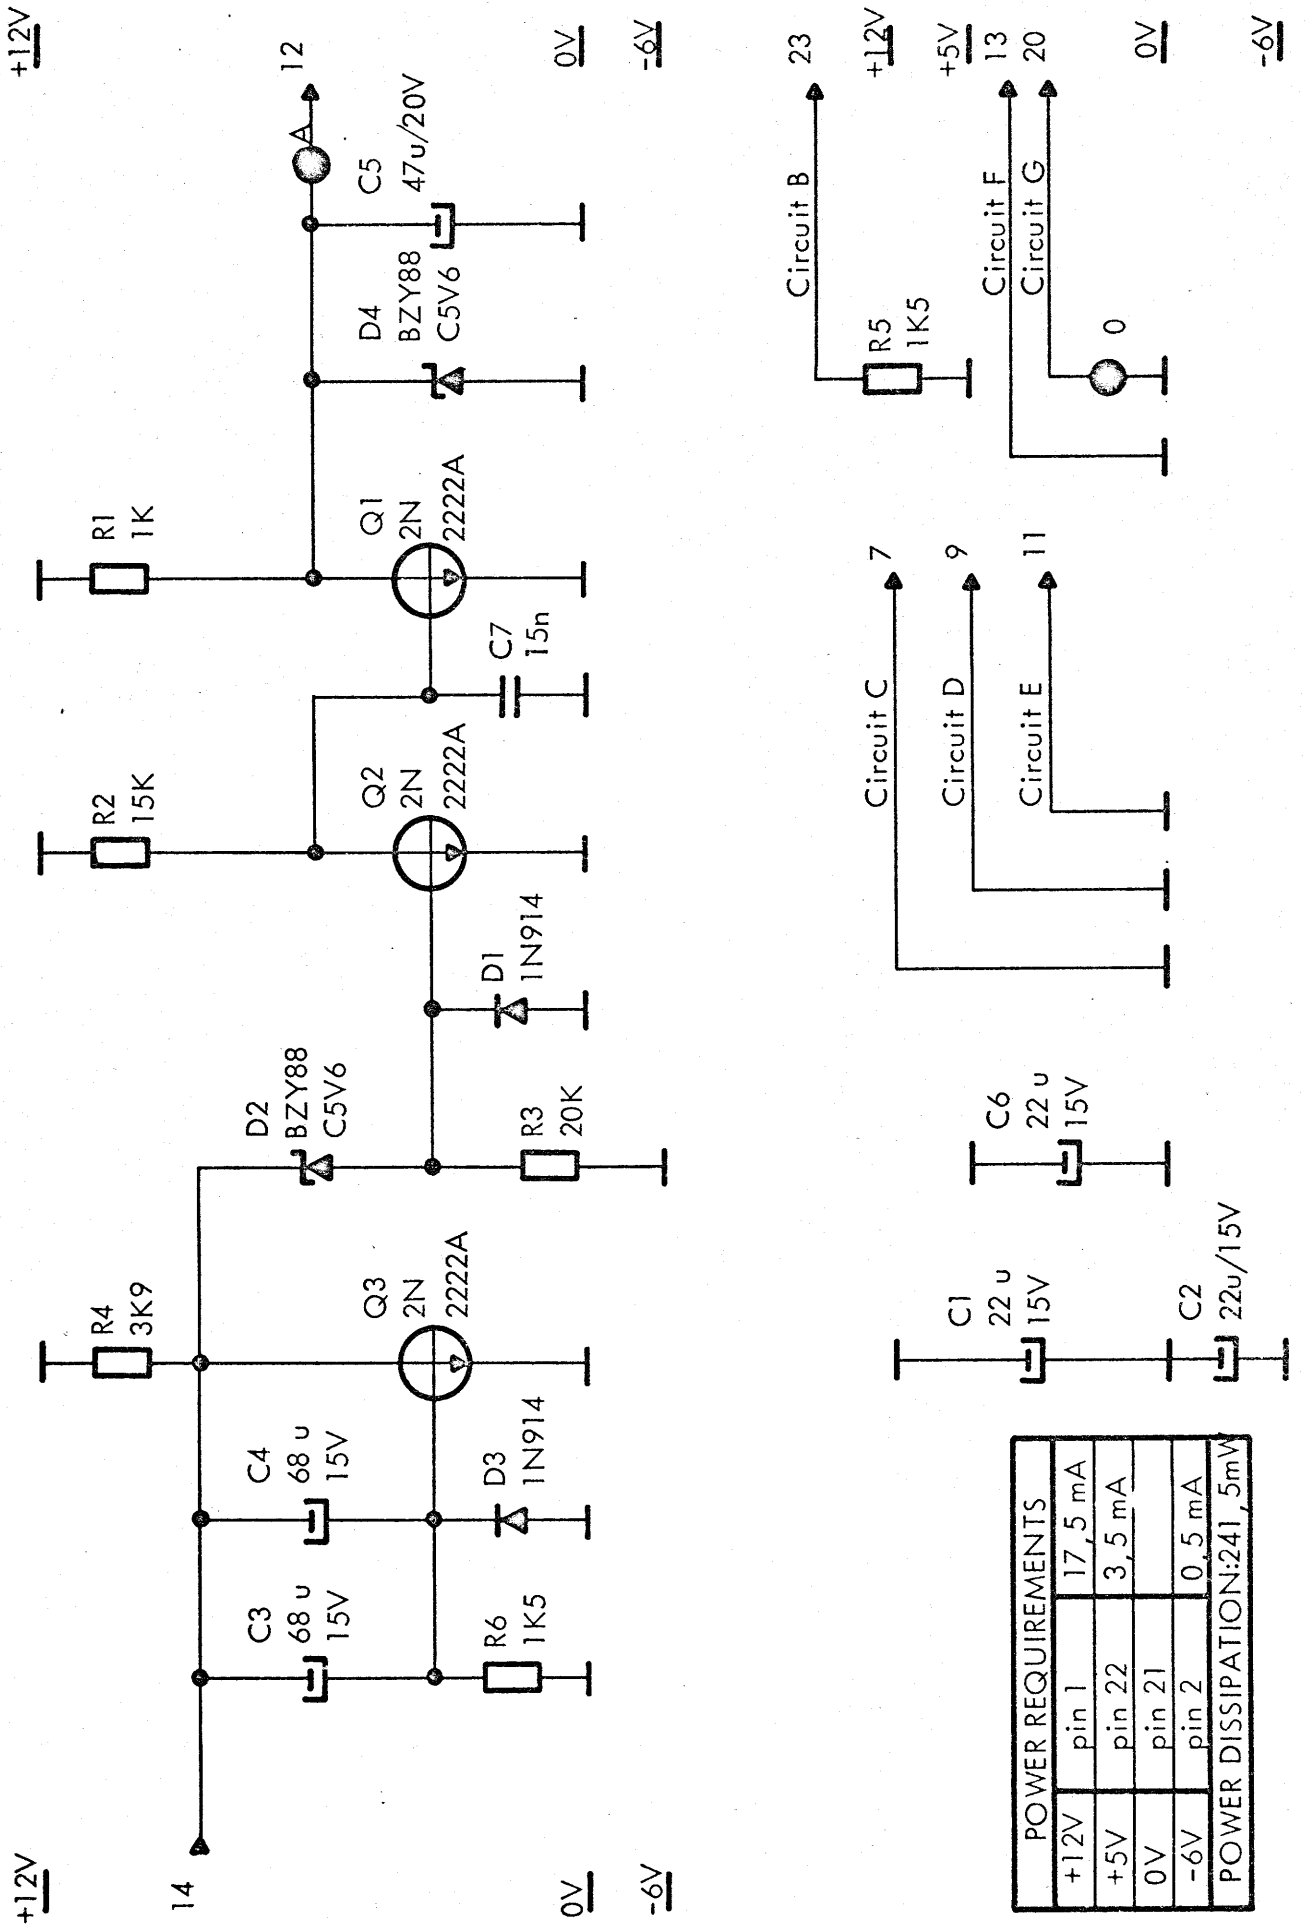 +12V
+12V
14
12
0V
0V
-6V
-6V
C3
68 u
15V
R6
1K5
C4
68 u
15V
D3
1N914
R4
3K9
Q3
2N
2222A
D2
BZY88
C5V6
R3
20K
D1
1N914
R2
15K
Q2
2N
2222A
C7
15n
R1
1K
Q1
2N
2222A
D4
BZY88
C5V6
C5
47u/20V
A
POWER REQUIREMENTS
+12V pin 1 17,5 mA
+5V pin 22 3,5 mA
0V pin 21
-6V pin 2 0,5 mA
POWER DISSIPATION:241,5mW
C1
22 u
15V
C2
22u/15V
C6
22 u
15V
Circuit C
7
Circuit D
9
Circuit E
11
Circuit B
23
R5
1K5
+12V
+5V
Circuit F
13
Circuit G
20
0
0V
-6V